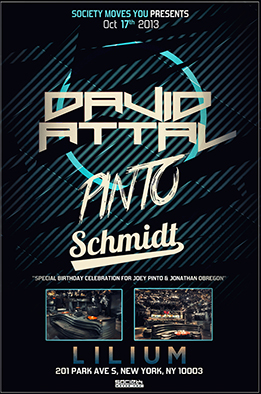 SOCIETY MOVES YOU PRESENTS
Oct 17th 2013
DAVID
ATTAL
PINTO
Schmidt
"SPECIAL BIRTHDAY CELEBRATION FOR JOEY PINTO & JONATHAN OBREGON"
LILIUM
201 PARK AVE S, NEW YORK, NY 10003